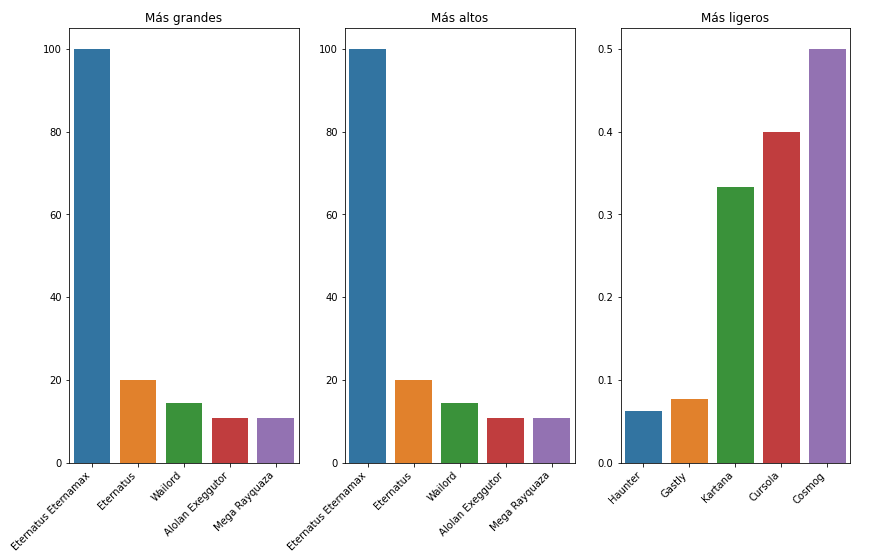 Más grandes
100
80
60
40
20
0
Eternatus Eternamax
Eternatus
Wailord
Alolan Exeggutor
Mega Rayquaza
Más altos
100
80
60
40
20
0
Eternatus Eternamax
Eternatus
Wailord
Alolan Exeggutor
Mega Rayquaza
Más ligeros
0.5
0.4
0.3
0.2
0.1
0.0
Haunter
Gastly
Kartana
Cursola
Cosmog